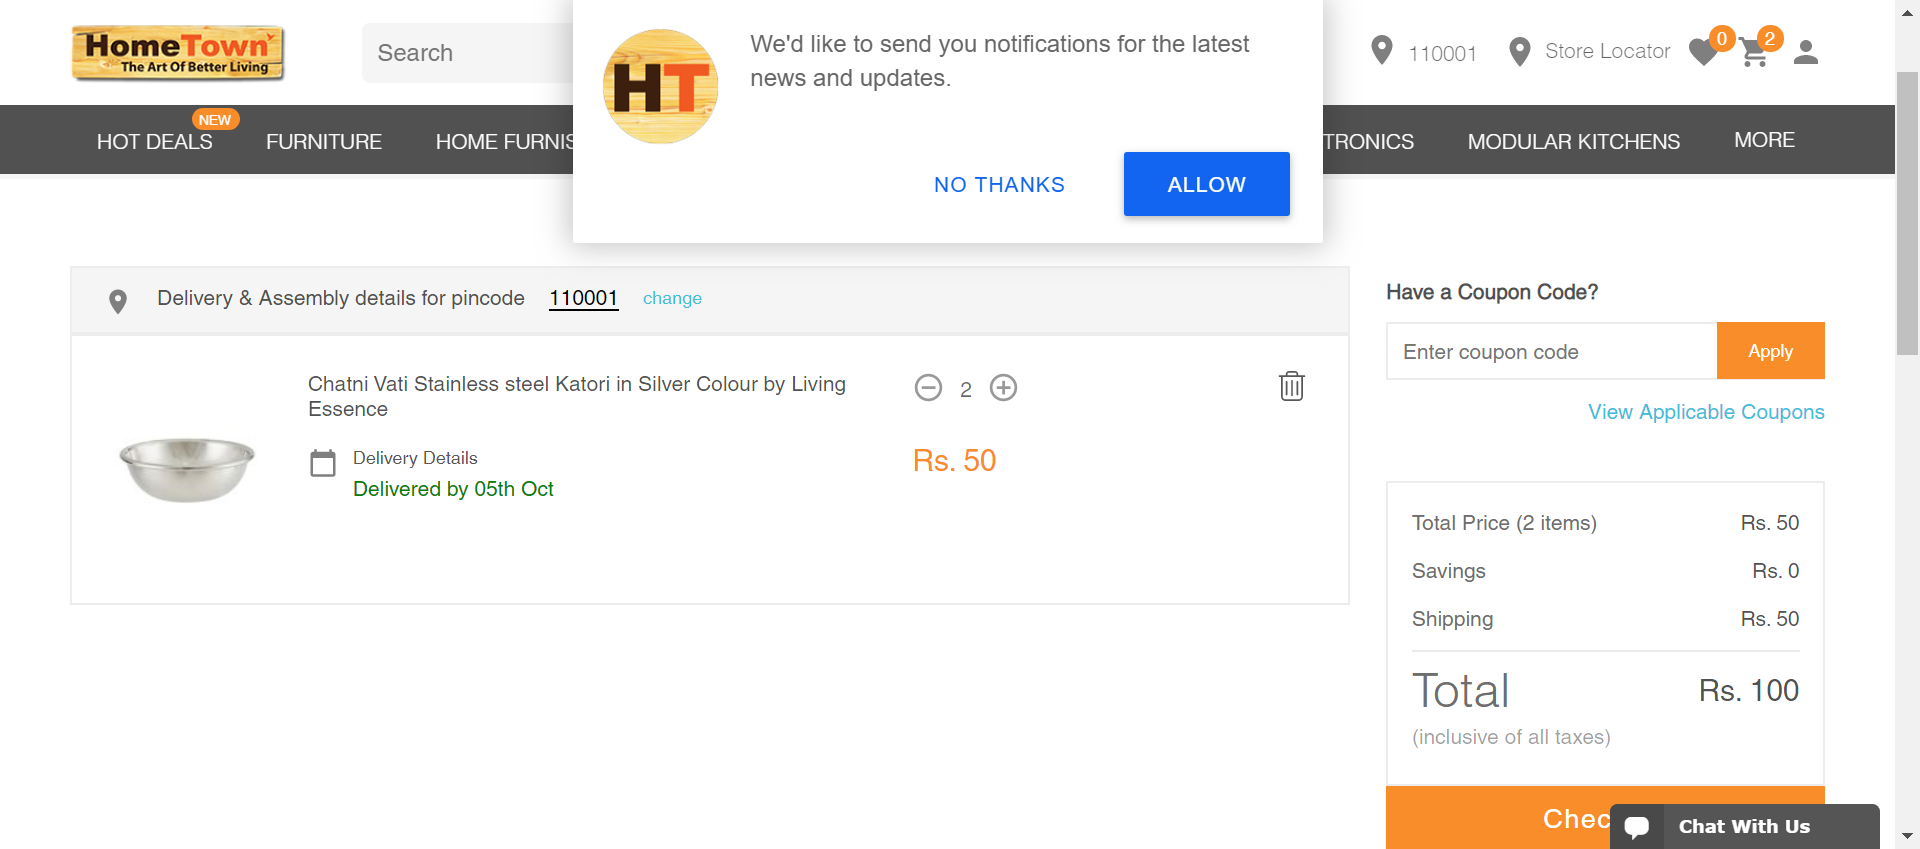 HomeTown
The Art Of Better Living
Search
HT
We'd like to send you notifications for the latest
news and updates.
NO THANKS
ALLOW
110001
Store Locator
0
2
HOT DEALS
NEW
FURNITURE
HOME FURNIS
TRONICS
MODULAR KITCHENS
MORE
Delivery & Assembly details for pincode 110001 change
Chatni Vati Stainless steel Katori in Silver Colour by Living
Essence
2
Delivery Details
Delivered by 05th Oct
Rs. 50
Have a Coupon Code?
Enter coupon code
Apply
View Applicable Coupons
Total Price (2 items) Rs. 50
Savings Rs. 0
Shipping Rs. 50
Total Rs. 100
(inclusive of all taxes)
Chec
Chat With Us